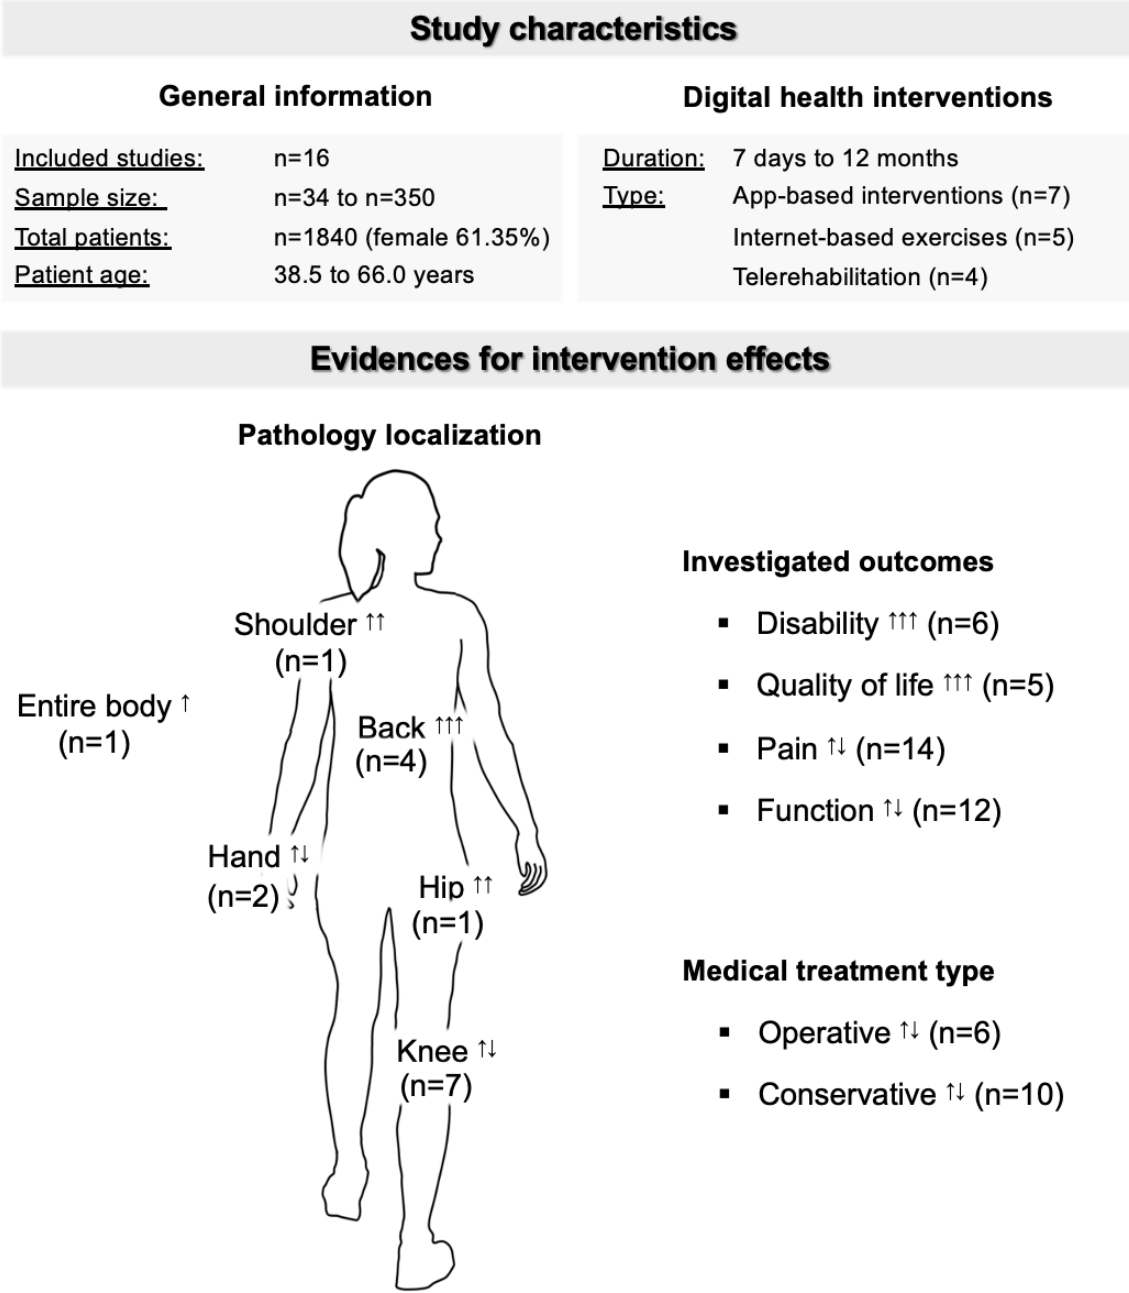 Study characteristics
General information
Included studies: n=16
Sample size: n=34 to n=350
Total patients: n=1840 (female 61.35%)
Patient age: 38.5 to 66.0 years
Digital health interventions
Duration: 7 days to 12 months
Type: App-based interventions (n=7)
Internet-based exercises (n=5)
Telerehabilitation (n=4)
Evidences for intervention effects
Pathology localization
Shoulder ↑↑
(n=1)
Entire body ↑
(n=1)
Back ↑↑↑
(n=4)
Hand ↑↓
(n=2)
Hip ↑↑
(n=1)
Knee ↑↓
(n=7)
Investigated outcomes
▪ Disability ↑↑↑ (n=6)
▪ Quality of life ↑↑↑ (n=5)
▪ Pain ↑↓ (n=14)
▪ Function ↑↓ (n=12)
Medical treatment type
▪ Operative ↑↓ (n=6)
▪ Conservative ↑↓ (n=10)